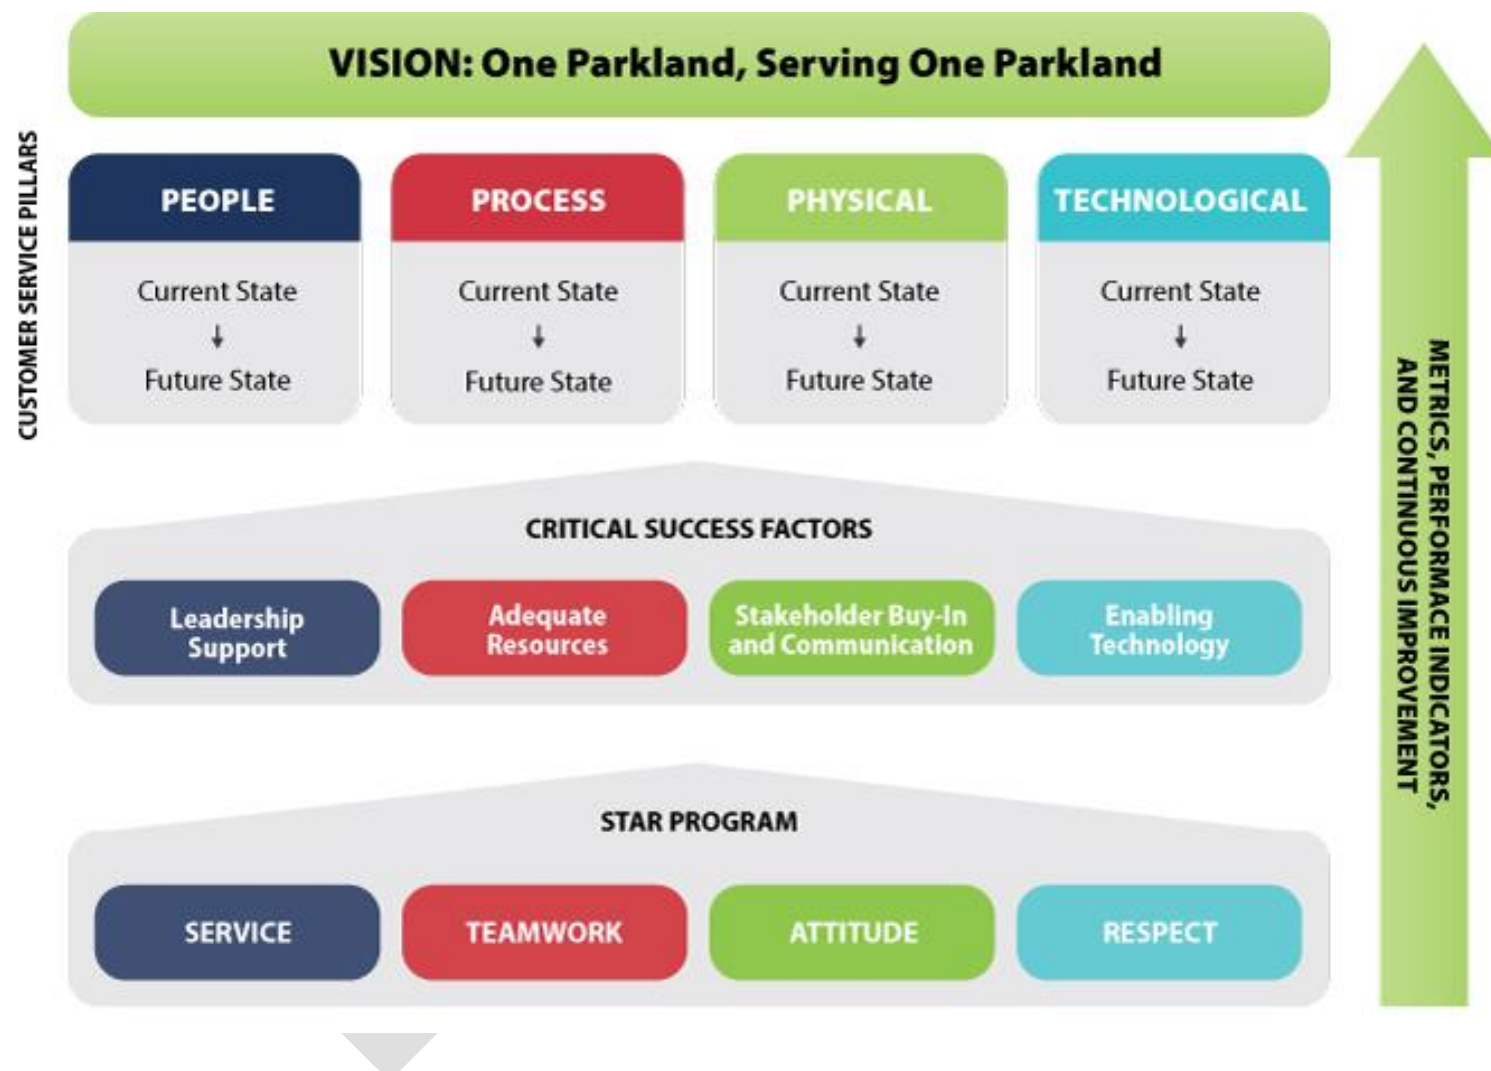 VISION: One Parkland, Serving One Parkland
CUSTOMER SERVICE PILLARS
PEOPLE
Current State
Future State
PROCESS
Current State
Future State
PHYSICAL
Current State
Future State
TECHNOLOGICAL
Current State
Future State
CRITICAL SUCCESS FACTORS
Leadership
Support
Adequate
Resources
Stakeholder Buy-In
and Communication
Enabling
Technology
STAR PROGRAM
SERVICE
TEAMWORK
ATTITUDE
RESPECT
METRICS, PERFORMACE INDICATORS,
AND CONTINUOUS IMPROVEMENT